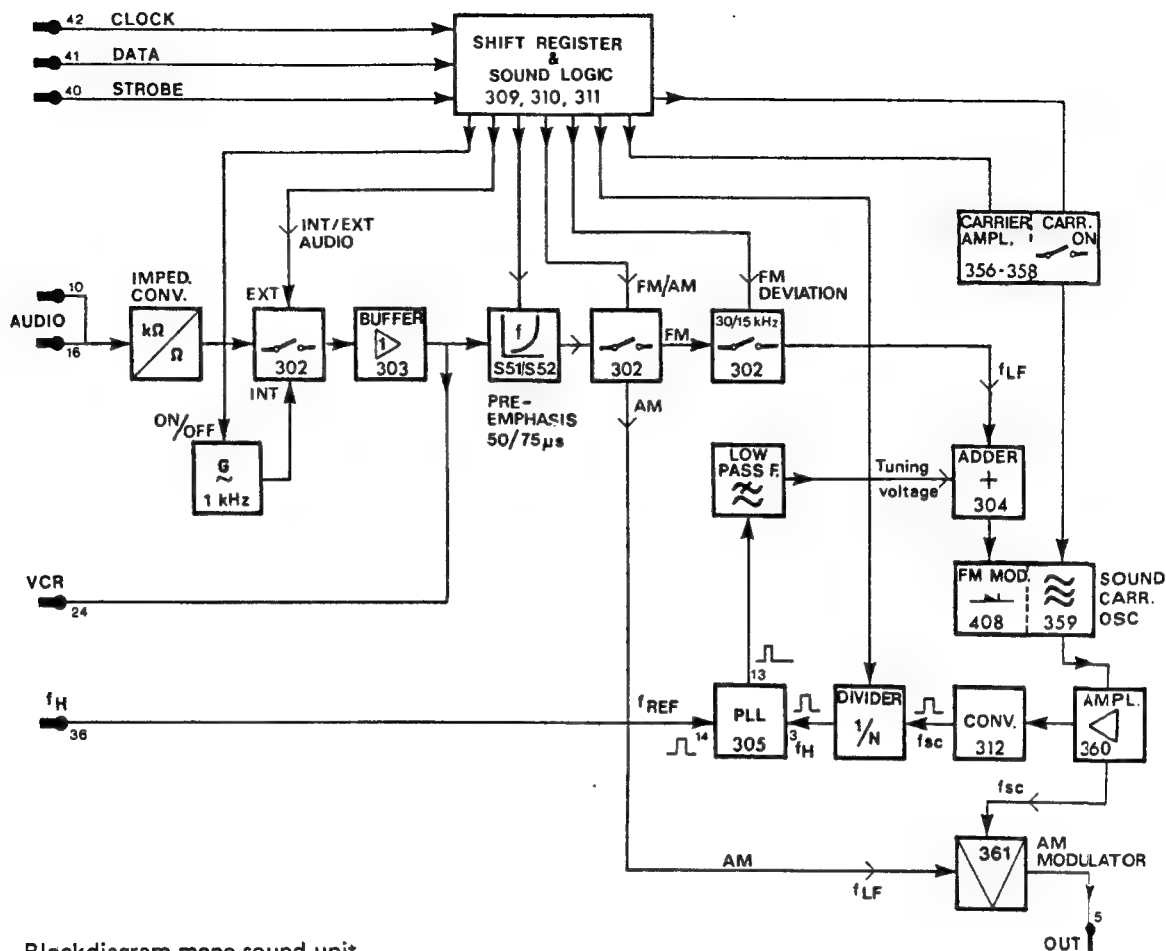 42 CLOCK
41 DATA
40 STROBE
SHIFT REGISTER
&
SOUND LOGIC
309, 310, 311
CARRIER
AMPL.
CARR.
ON
356-358
INT/EXT
AUDIO
FM/AM
FM
DEVIATION
10
AUDIO
16
IMPED.
CONV.
kΩ
Ω
EXT
302
INT
BUFFER
1
303
f
S51/S52
PRE-
EMPHASIS
50/75µs
302
FM
AM
30/15 kHz
302
fLF
ON/OFF
G
~
1 kHz
LOW
PASS F.
Tuning
voltage
ADDER
+
304
VCR
24
FM MOD.
408
359
SOUND
CARR.
OSC
fH
36
fREF
14
13
PLL
305
3
fH
DIVIDER
1/N
fsc
CONV.
312
AMPL.
360
fsc
361
AM
MODULATOR
AM
fLF
5
OUT
Blockdiagram mono sound unit